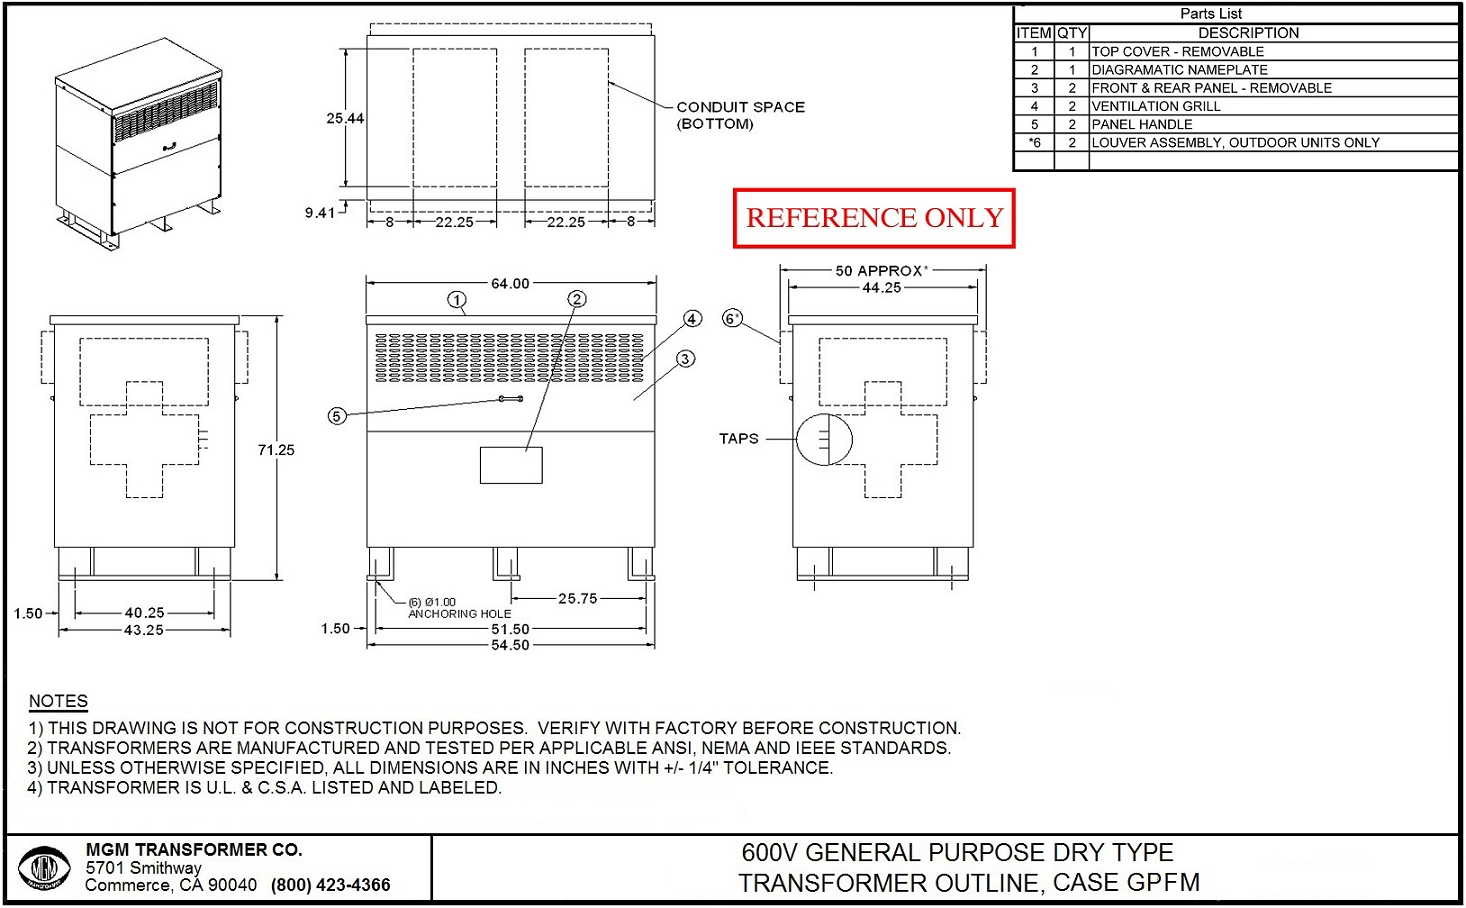 Parts List
ITEM QTY DESCRIPTION
1 1 TOP COVER - REMOVABLE
2 1 DIAGRAMATIC NAMEPLATE
3 2 FRONT & REAR PANEL - REMOVABLE
4 2 VENTILATION GRILL
5 2 PANEL HANDLE
*6 2 LOUVER ASSEMBLY, OUTDOOR UNITS ONLY
25.44
CONDUIT SPACE
(BOTTOM)
9.41
8 22.25 22.25 8
REFERENCE ONLY
64.00
50 APPROX*
44.25
1
2
4
6*
3
5
71.25
TAPS
(6) Ø1.00
ANCHORING HOLE
25.75
1.50 40.25
43.25
1.50 51.50
54.50
NOTES
1) THIS DRAWING IS NOT FOR CONSTRUCTION PURPOSES. VERIFY WITH FACTORY BEFORE CONSTRUCTION.
2) TRANSFORMERS ARE MANUFACTURED AND TESTED PER APPLICABLE ANSI, NEMA AND IEEE STANDARDS.
3) UNLESS OTHERWISE SPECIFIED, ALL DIMENSIONS ARE IN INCHES WITH +/- 1/4" TOLERANCE.
4) TRANSFORMER IS U.L. & C.S.A. LISTED AND LABELED.
MGM
TRANSFORMER CO.
MGM TRANSFORMER CO.
5701 Smithway
Commerce, CA 90040 (800) 423-4366
600V GENERAL PURPOSE DRY TYPE
TRANSFORMER OUTLINE, CASE GPFM